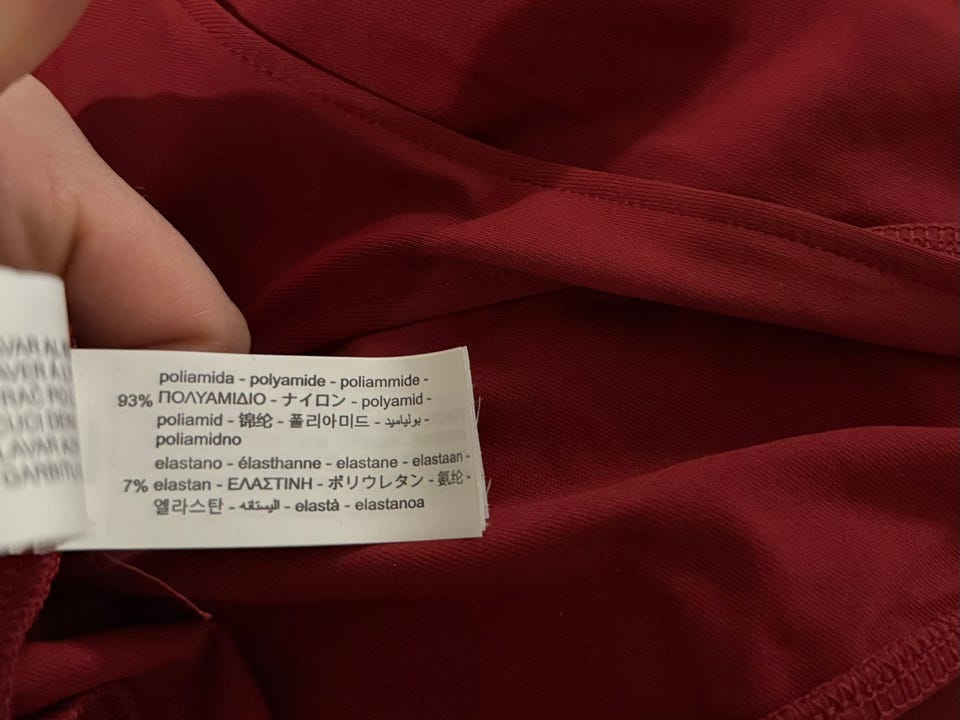 poliamida - polyamide - poliammide -
93% ΠΟΛΥΑΜΙΔΙΟ - ナイロン - polyamid -
poliamid - 锦纶 - 폴리아미드 - بولياميد -
poliamidno
elastano - élasthanne - elastane - elastaan -
7% elastan - ΕΛΑΣΤΙΝΗ - ポリウレタン - 氨纶 -
엘라스탄 - اليستانه - elastà - elastanoa